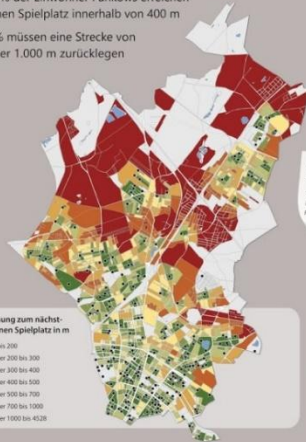 der Einwohner Pankows erreichen
nen Spielplatz innerhalb von 400 m
% müssen eine Strecke von
er 1.000 m zurücklegen
ung zum nächst-
nen Spielplatz in m
is 200
er 200 bis 300
er 300 bis 400
er 400 bis 500
er 500 bis 700
er 700 bis 1000
er 1000 bis 4528